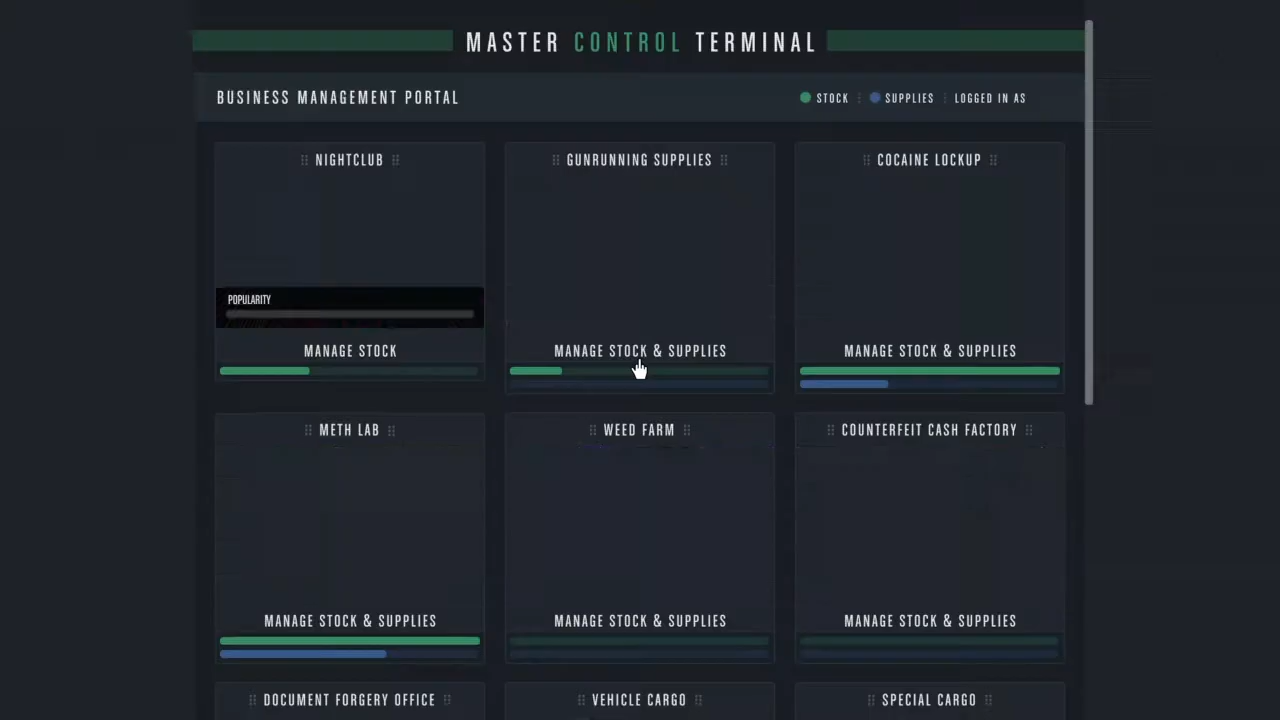 MASTER CONTROL TERMINAL
BUSINESS MANAGEMENT PORTAL
STOCK SUPPLIES LOGGED IN AS
NIGHTCLUB
GUNRUNNING SUPPLIES
COCAINE LOCKUP
POPULARITY
MANAGE STOCK
MANAGE STOCK & SUPPLIES
MANAGE STOCK & SUPPLIES
METH LAB
WEED FARM
COUNTERFEIT CASH FACTORY
MANAGE STOCK & SUPPLIES
MANAGE STOCK & SUPPLIES
MANAGE STOCK & SUPPLIES
DOCUMENT FORGERY OFFICE
VEHICLE CARGO
SPECIAL CARGO